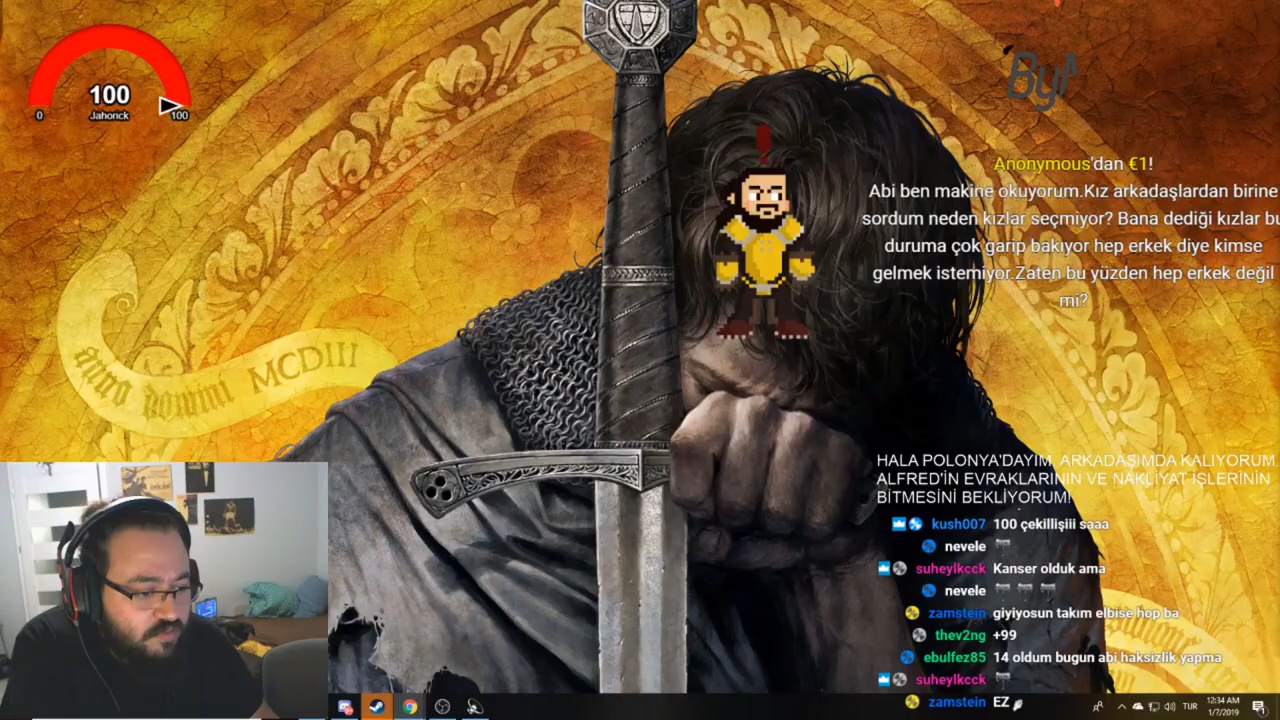 100
0
Jahorick
100
ByA
Anonymous'dan €1!
Abi ben makine okuyorum.Kız arkadaşlardan birine
sordum neden kızlar seçmiyor? Bana dediği kızlar bu
duruma çok garip bakıyor hep erkek diye kimse
gelmek istemiyor.Zaten bu yüzden hep erkek değil
mi?
anno domini MCDIII
HALA POLONYA'DAYIM, ARKADAŞIMDA KALIYORUM,
ALFRED'İN EVRAKLARININ VE NAKLİYAT İŞLERİNİN
BİTMESİNİ BEKLİYORUM!
kush007 100 çekilişiii saaa
nevele
suheylkcck Kanser olduk ama
nevele
zamstein giyiyosun takım elbise hop ba
thev2ng +99
ebulfez85 14 oldum bugun abi haksizlik yapma
suheylkcck
zamstein EZ
TUR
12:34 AM
1/7/2019